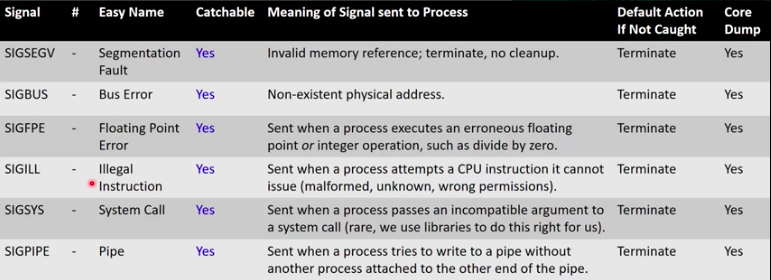 Signal # Easy Name Catchable Meaning of Signal sent to Process Default Action If Not Caught Core Dump
SIGSEGV - Segmentation Fault Yes Invalid memory reference; terminate, no cleanup. Terminate Yes
SIGBUS - Bus Error Yes Non-existent physical address. Terminate Yes
SIGFPE - Floating Point Error Yes Sent when a process executes an erroneous floating point or integer operation, such as divide by zero. Terminate Yes
SIGILL - Illegal Instruction Yes Sent when a process attempts a CPU instruction it cannot issue (malformed, unknown, wrong permissions). Terminate Yes
SIGSYS - System Call Yes Sent when a process passes an incompatible argument to a system call (rare, we use libraries to do this right for us). Terminate Yes
SIGPIPE - Pipe Yes Sent when a process tries to write to a pipe without another process attached to the other end of the pipe. Terminate Yes